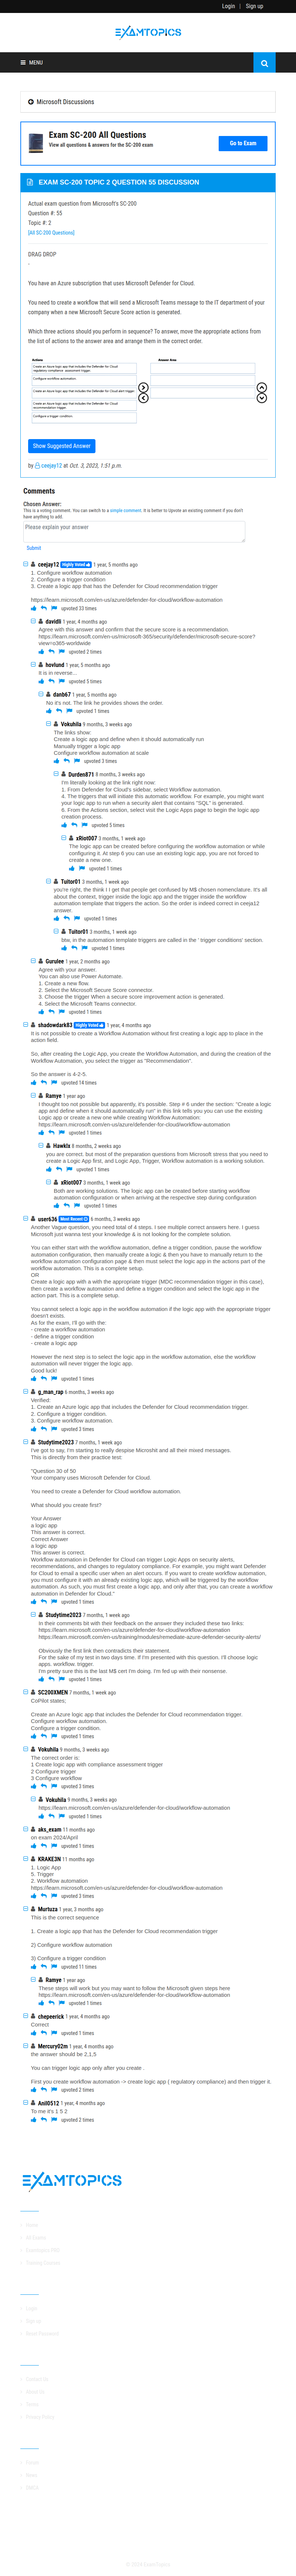 Login | Sign up
EXAMTOPICS
MENU
Microsoft Discussions
Exam SC-200 All Questions
View all questions & answers for the SC-200 exam
Go to Exam
EXAM SC-200 TOPIC 2 QUESTION 55 DISCUSSION
Actual exam question from Microsoft's SC-200
Question #: 55
Topic #: 2
[All SC-200 Questions]
DRAG DROP
-
You have an Azure subscription that uses Microsoft Defender for Cloud.
You need to create a workflow that will send a Microsoft Teams message to the IT department of your
company when a new Microsoft Secure Score action is generated.
Which three actions should you perform in sequence? To answer, move the appropriate actions from
the list of actions to the answer area and arrange them in the correct order.
Actions
Answer Area
Create an Azure logic app that includes the Defender for Cloud
regulatory compliance assessment trigger.
Configure workflow automation.
Create an Azure logic app that includes the Defender for Cloud alert trigger.
Create an Azure logic app that includes the Defender for Cloud
recommendation trigger.
Configure a trigger condition.
Show Suggested Answer
by ceejay12 at Oct. 3, 2023, 1:51 p.m.
Comments
Chosen Answer:
This is a voting comment. You can switch to a simple comment. It is better to Upvote an existing comment if you don't
have anything to add.
Please explain your answer
Submit
ceejay12 Highly Voted 1 year, 5 months ago
1. Configure workflow automation
2. Configure a trigger condition
3. Create a logic app that has the Defender for Cloud recommendation trigger
https://learn.microsoft.com/en-us/azure/defender-for-cloud/workflow-automation
upvoted 33 times
davidli 1 year, 4 months ago
Agree with this answer and confirm that the secure score is a recommendation.
https://learn.microsoft.com/en-us/microsoft-365/security/defender/microsoft-secure-score?
view=o365-worldwide
upvoted 2 times
hovlund 1 year, 5 months ago
It is in reverse...
upvoted 5 times
danb67 1 year, 5 months ago
No it's not. The link he provides shows the order.
upvoted 1 times
Vokuhila 9 months, 3 weeks ago
The links show:
Create a logic app and define when it should automatically run
Manually trigger a logic app
Configure workflow automation at scale
upvoted 3 times
Durden871 8 months, 3 weeks ago
I'm literally looking at the link right now:
1. From Defender for Cloud's sidebar, select Workflow automation.
4. The triggers that will initiate this automatic workflow. For example, you might want
your logic app to run when a security alert that contains "SQL" is generated.
6. From the Actions section, select visit the Logic Apps page to begin the logic app
creation process.
upvoted 5 times
xRiot007 3 months, 1 week ago
The logic app can be created before configuring the workflow automation or while
configuring it. At step 6 you can use an existing logic app, you are not forced to
create a new one.
upvoted 1 times
Tuitor01 3 months, 1 week ago
you're right, the think I t get that people get confused by MS chosen nomenclature. It's all
about the context, trigger inside the logic app and the trigger inside the workflow
automation template that triggers the action. So the order is indeed correct in ceeja12
answer.
upvoted 1 times
Tuitor01 3 months, 1 week ago
btw, in the automation template triggers are called in the ' trigger conditions' section.
upvoted 1 times
Gurulee 1 year, 2 months ago
Agree with your answer.
You can also use Power Automate.
1. Create a new flow.
2. Select the Microsoft Secure Score connector.
3. Choose the trigger When a secure score improvement action is generated.
4. Select the Microsoft Teams connector.
upvoted 1 times
shadowdark83 Highly Voted 1 year, 4 months ago
It is not possible to create a Workflow Automation without first creating a logic app to place in the
action field.
So, after creating the Logic App, you create the Workflow Automation, and during the creation of the
Workflow Automation, you select the trigger as "Recommendation".
So the answer is 4-2-5.
upvoted 14 times
Ramye 1 year ago
I thought too not possible but apparently, it's possible. Step # 6 under the section: "Create a
logic app and define when it should automatically run" in this link tells you you can use the existing
Logic app or create a new one while creating Workflow Automation:
https://learn.microsoft.com/en-us/azure/defender-for-cloud/workflow-automation
upvoted 1 times
Hawkix 8 months, 2 weeks ago
you are correct, but most of the preparation questions from Microsoft stress that you need to
create a Logic App first, and Logic App, Trigger, Workflow automation is a working solution.
upvoted 1 times
xRiot007 3 months, 1 week ago
Both are working solutions. The logic app can be created before starting the workflow
automation configuration or when arriving at the respective step during configuration
upvoted 1 times
user636 Most Recent 6 months, 3 weeks ago
Another Vague question, you need total of 4 steps. I see multiple correct answers here. I guess
Microsoft just wanna test your knowledge & is not looking for the complete solution.
You can either start with the workflow automation, define a trigger condition, pause the workflow
automation configuration, then manually create a logic & then you have to manually return to the
workflow automation configuration page & then must select the logic app in the actions part of the
workflow automation. This is a complete setup.
OR
Create a logic app with a with the appropriate trigger (MDC recommendation trigger in this case),
then create a workflow automation and define a trigger condition and select the logic app in the
action part. This is a complete setup.
You cannot select a logic app in the workflow automation if the logic app with the appropriate trigger
doesn't exists.
As for the exam, I'll go with the:
- create a workflow automation
- define a trigger condition
- create a logic app
However the next step is to select the logic app in the workflow automation, else the workflow
automation will never trigger the logic app.
Good luck!
upvoted 1 times
g_man_rap 6 months, 3 weeks ago
Verified:
1. Create an Azure logic app that includes the Defender for Cloud recommendation trigger.
2. Configure a trigger condition.
3. Configure workflow automation.
upvoted 3 times
Studytime2023 7 months, 1 week ago
I've got to say, I'm starting to really despise Microshit and all their mixed messages.
This is directly from their practice test:
"Question 30 of 50
Your company uses Microsoft Defender for Cloud.
You need to create a Defender for Cloud workflow automation.
What should you create first?
Your Answer
a logic app
This answer is correct.
Correct Answer
a logic app
This answer is correct.
Workflow automation in Defender for Cloud can trigger Logic Apps on security alerts,
recommendations, and changes to regulatory compliance. For example, you might want Defender
for Cloud to email a specific user when an alert occurs. If you want to create workflow automation,
you must configure it with an already existing logic app, which will be triggered by the workflow
automation. As such, you must first create a logic app, and only after that, you can create a workflow
automation in Defender for Cloud."
upvoted 1 times
Studytime2023 7 months, 1 week ago
In their comments below with their feedback on the answer they included these two links:
https://learn.microsoft.com/en-us/azure/defender-for-cloud/workflow-automation
https://learn.microsoft.com/en-us/training/modules/remediate-azure-defender-security-alerts/
Obviously the first link then contradicts their statement.
For the sake of my test in two days time. If I'm presented with this question. I'll choose logic
apps. workflow. trigger.
I'm pretty sure this is the last M$ cert I'm doing. I'm fed up with their nonsense.
upvoted 1 times
SC200XMEN 7 months, 1 week ago
CoPilot states;
Create an Azure logic app that includes the Defender for Cloud recommendation trigger.
Configure workflow automation.
Configure a trigger condition.
upvoted 1 times
Vokuhila 9 months, 3 weeks ago
The correct order is:
1 Create logic app with compliance assessment trigger
2 Configure trigger
3 Configure workflow
upvoted 3 times
Vokuhila 9 months, 3 weeks ago
https://learn.microsoft.com/en-us/azure/defender-for-cloud/workflow-automation
upvoted 1 times
aks_exam 11 months ago
on exam 2024/April
upvoted 1 times
KRAKE3N 11 months ago
1. Logic App
5. Trigger
2. Workflow automation
https://learn.microsoft.com/en-us/azure/defender-for-cloud/workflow-automation
upvoted 3 times
Murtuza 1 year, 3 months ago
This is the correct sequence
1. Create a logic app that has the Defender for Cloud recommendation trigger
2) Configure workflow automation
3) Configure a trigger condition
upvoted 11 times
Ramye 1 year ago
These will steps work but you may want to follow the Microsoft given steps here
https://learn.microsoft.com/en-us/azure/defender-for-cloud/workflow-automation
upvoted 1 times
chepeerick 1 year, 4 months ago
Correct
upvoted 1 times
Mercury02m 1 year, 4 months ago
the answer should be 2,1,5
You can trigger logic app only after you create .
First you create workflow automation -> create logic app ( regulatory compliance) and then trigger it.
upvoted 2 times
Anil0512 1 year, 4 months ago
To me it's 1 5 2
upvoted 2 times
EXAMTOPICS